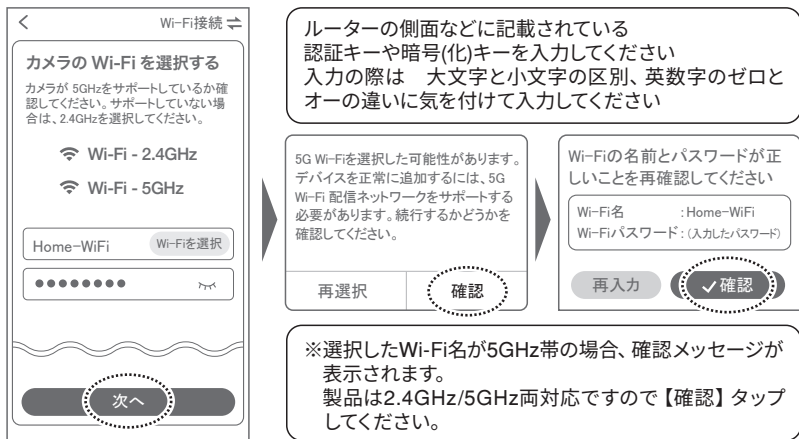 Wi-Fi接続
カメラの Wi-Fi を選択する
カメラが 5GHzをサポートしているか確
認してください。サポートしていない場
合は、2.4GHzを選択してください。
Wi-Fi - 2.4GHz
Wi-Fi - 5GHz
Home-WiFi Wi-Fiを選択
次へ
ルーターの側面などに記載されている
認証キーや暗号(化)キーを入力してください
入力の際は 大文字と小文字の区別、英数字のゼロと
オーの違いに気を付けて入力してください
5G Wi-Fiを選択した可能性があります。
デバイスを正常に追加するには、5G
Wi-Fi 配信ネットワークをサポートする
必要があります。続行するかどうかを
確認してください。
再選択 確認
Wi-Fiの名前とパスワードが正
しいことを再確認してください
Wi-Fi名 :Home-WiFi
Wi-Fiパスワード:(入力したパスワード)
再入力 ✓確認
※選択したWi-Fi名が5GHz帯の場合、確認メッセージが
表示されます。
製品は2.4GHz/5GHz両対応ですので【確認】タップ
してください。